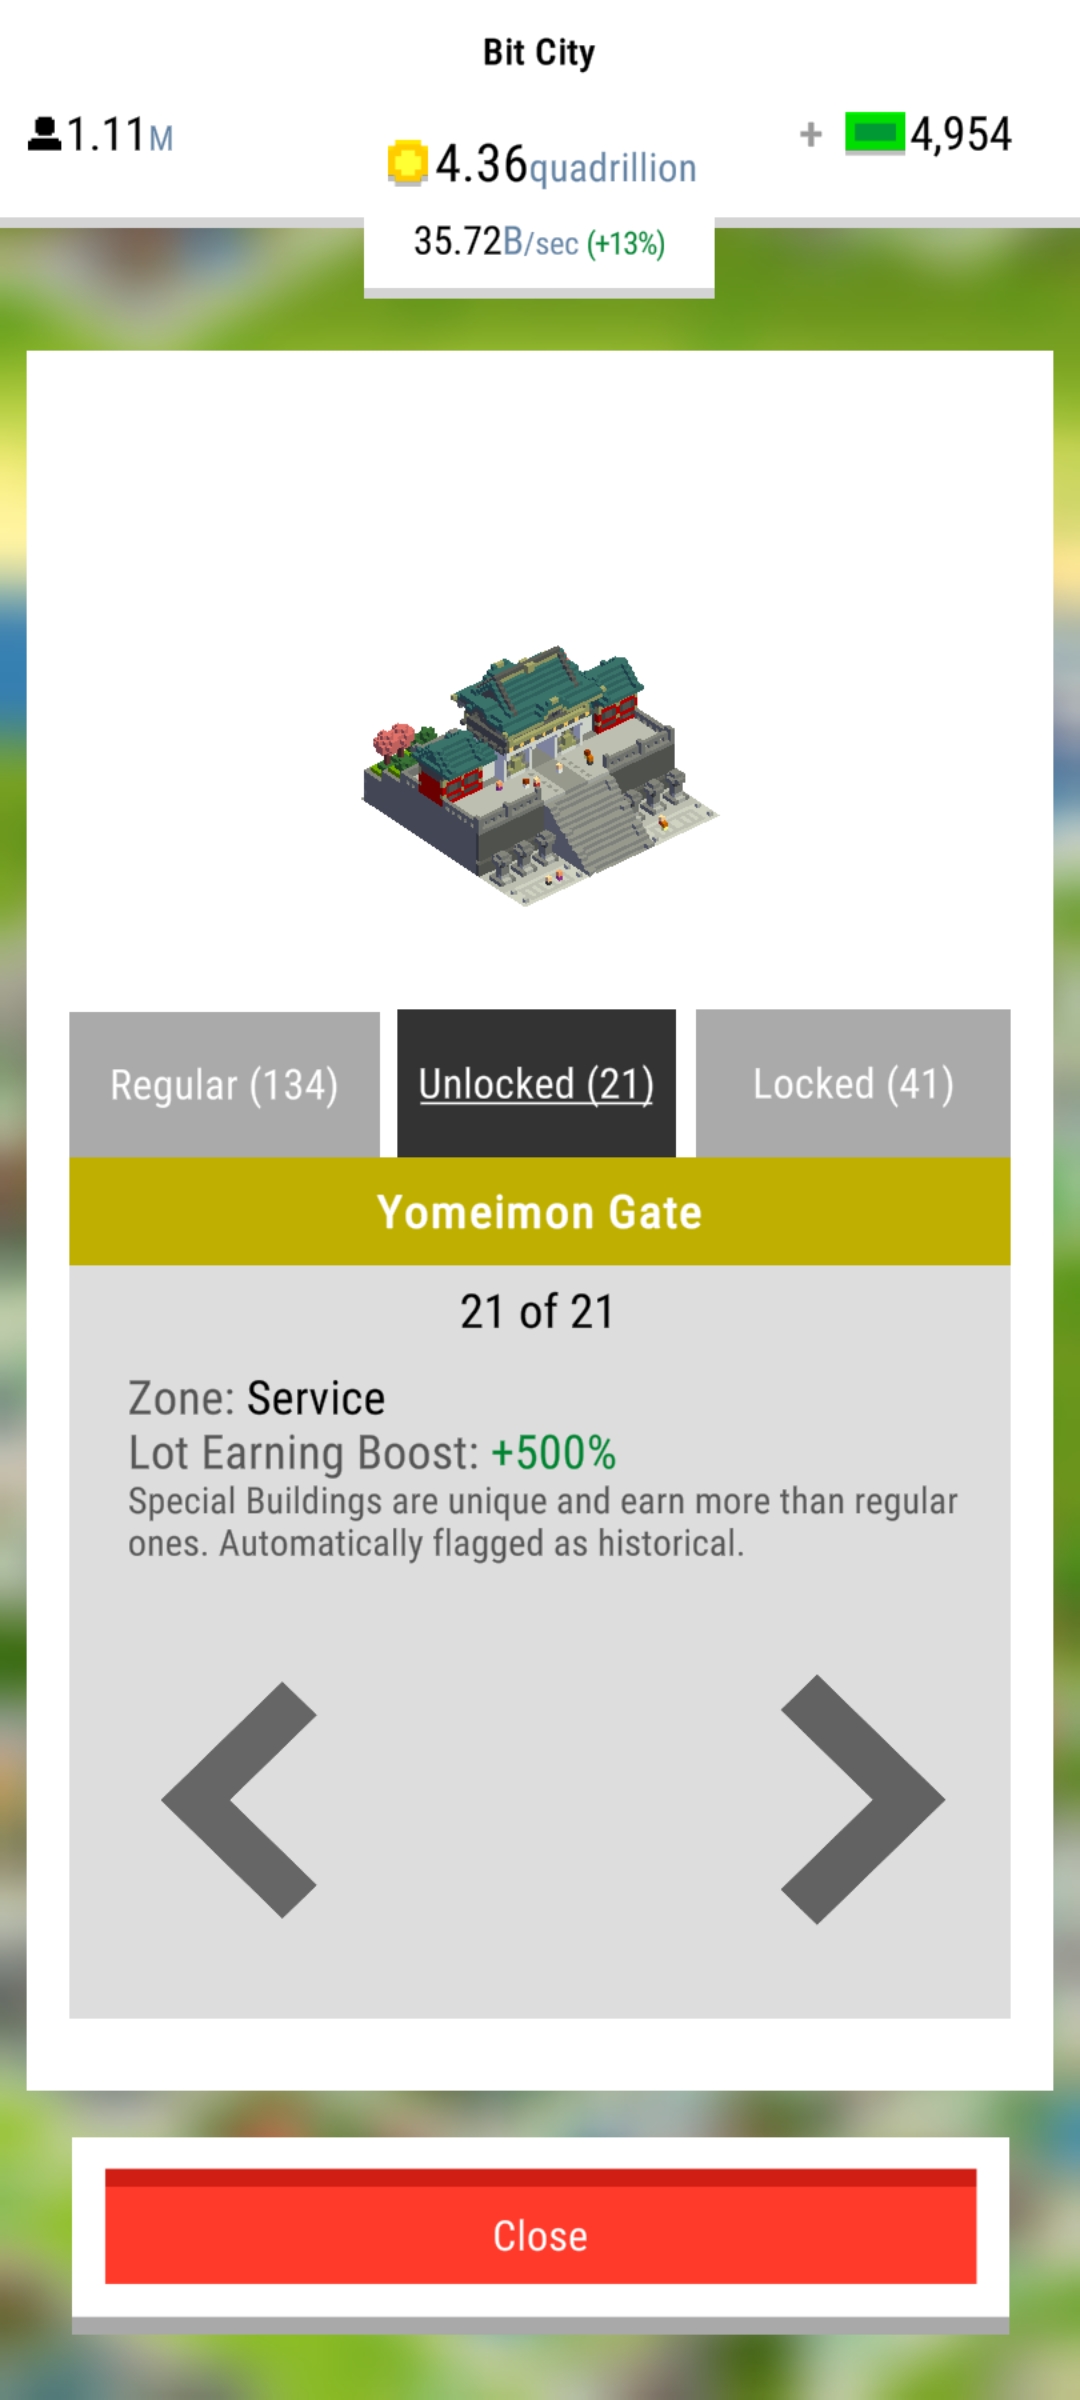 Bit City
1.11M
4.36quadrillion
+ 4,954
35.72B/sec (+13%)
Regular (134)
Unlocked (21)
Locked (41)
Yomeimon Gate
21 of 21
Zone: Service
Lot Earning Boost: +500%
Special Buildings are unique and earn more than regular
ones. Automatically flagged as historical.
Close